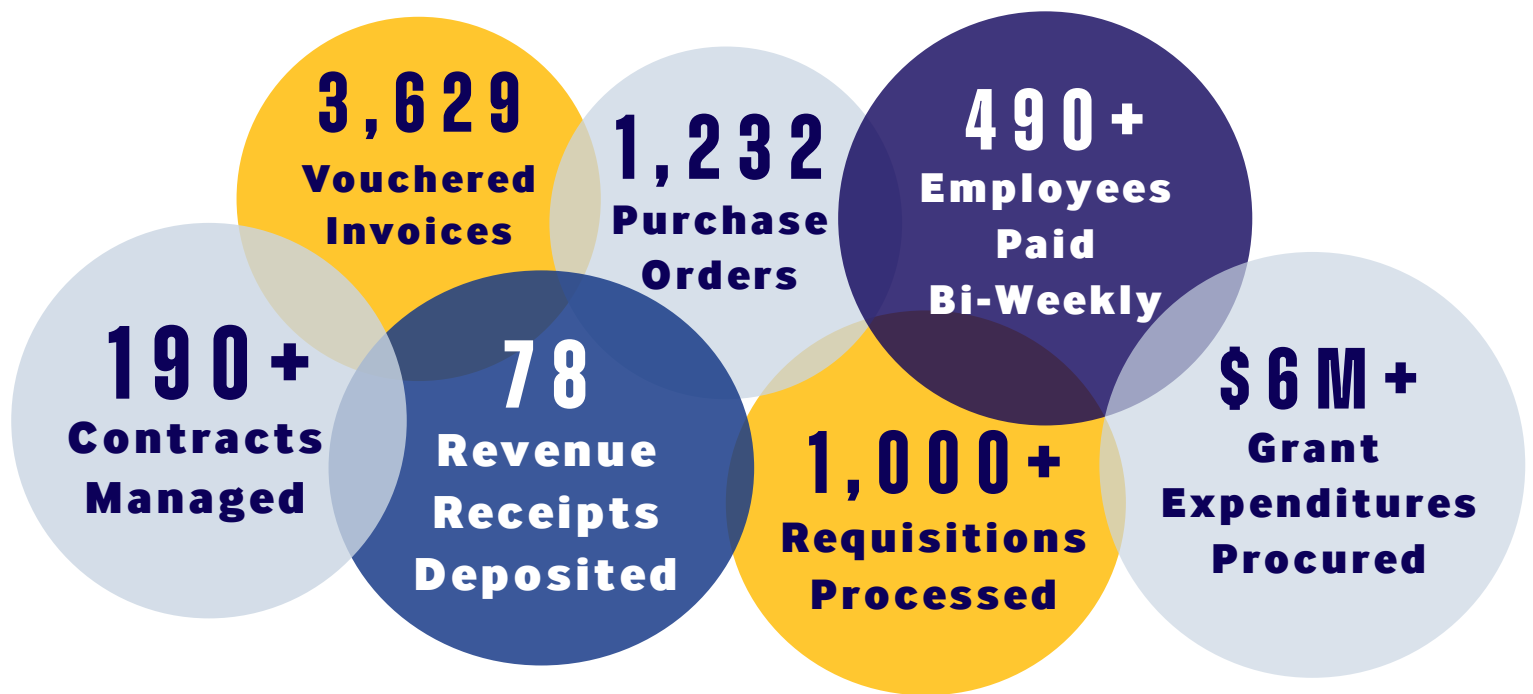 3,629
Vouchered
Invoices
1,232
Purchase
Orders
490+
Employees
Paid
Bi-Weekly
190+
Contracts
Managed
78
Revenue
Receipts
Deposited
1,000+
Requisitions
Processed
$6M+
Grant
Expenditures
Procured